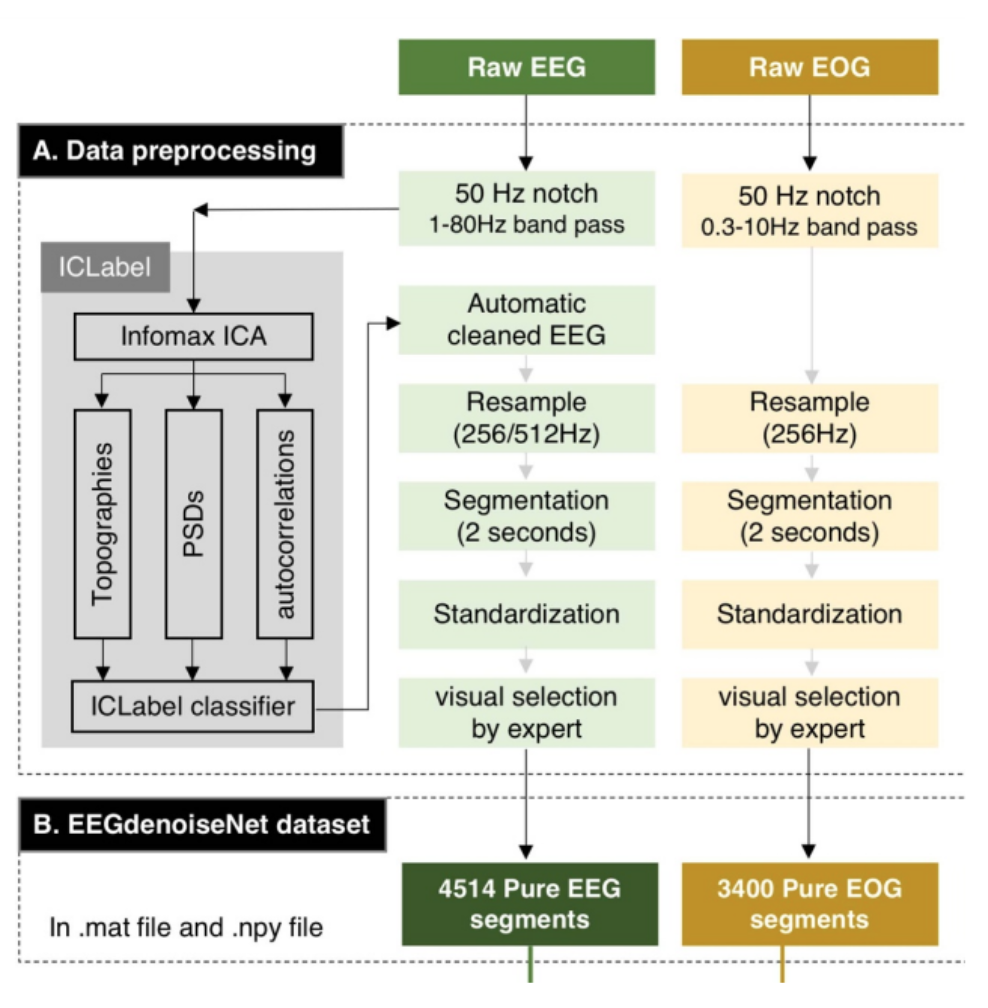 Raw EEG
Raw EOG
A. Data preprocessing
50 Hz notch
1-80Hz band pass
50 Hz notch
0.3-10Hz band pass
ICLabel
Infomax ICA
Topographies
PSDs
autocorrelations
ICLabel classifier
Automatic
cleaned EEG
Resample
(256/512Hz)
Segmentation
(2 seconds)
Standardization
visual selection
by expert
Resample
(256Hz)
Segmentation
(2 seconds)
Standardization
visual selection
by expert
B. EEGdenoiseNet dataset
In .mat file and .npy file
4514 Pure EEG
segments
3400 Pure EOG
segments